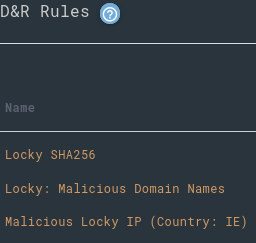 D&R Rules ?
Name
Locky SHA256
Locky: Malicious Domain Names
Malicious Locky IP (Country: IE)